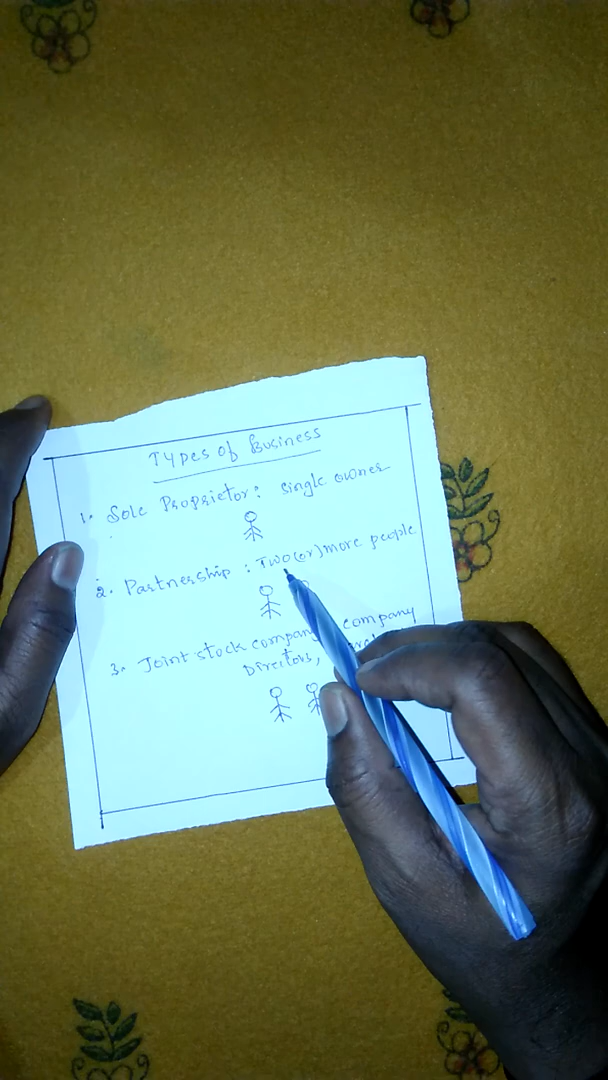 Types of Business
1. Sole Proprietor: single owner
2. Partnership : Two(or)more people
3. Joint stock company company
Directors,